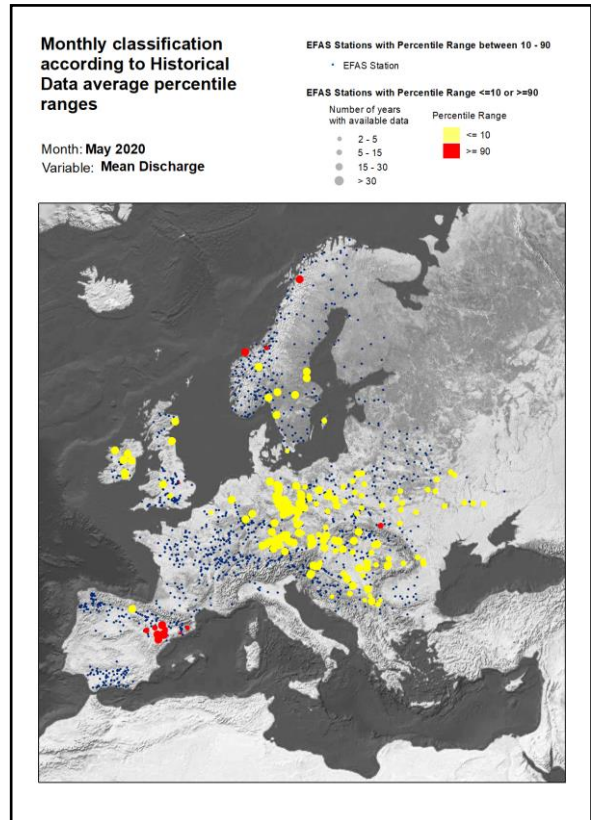 Monthly classification
according to Historical
Data average percentile
ranges
Month: May 2020
Variable: Mean Discharge
EFAS Stations with Percentile Range between 10 - 90
EFAS Station
EFAS Stations with Percentile Range <=10 or >=90
Number of years
with available data
2 - 5
5 - 15
15 - 30
> 30
Percentile Range
<= 10
>= 90